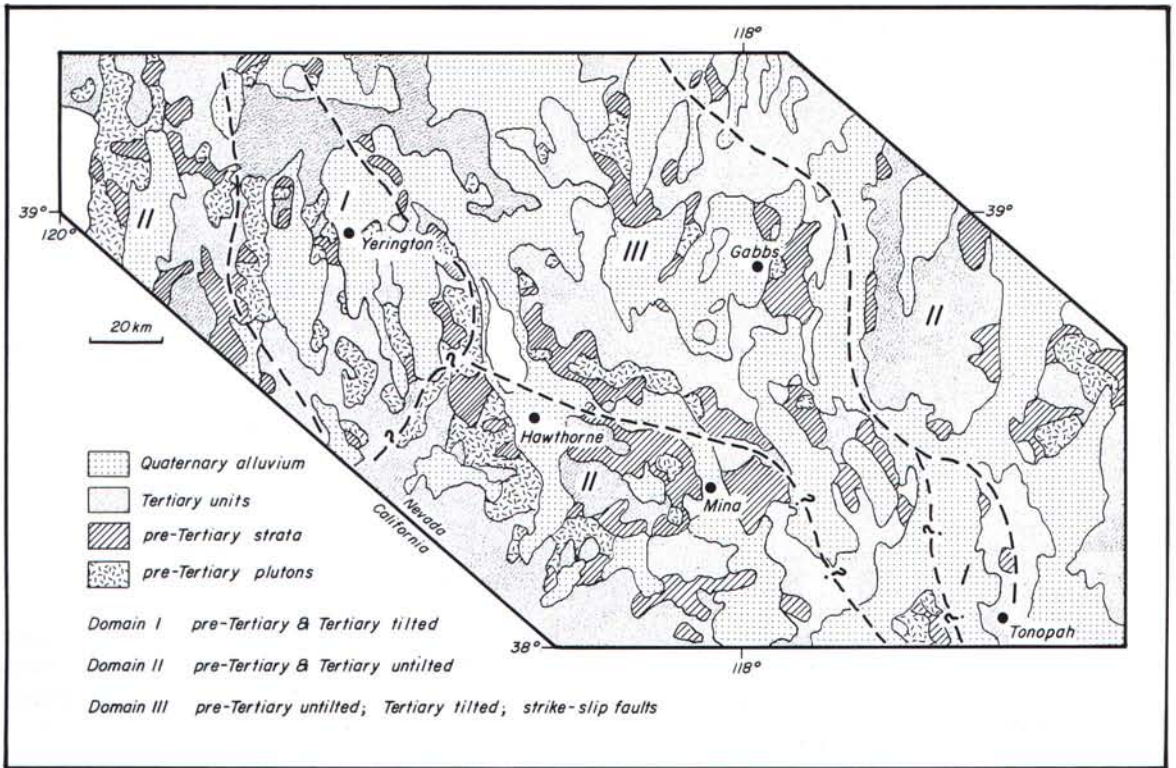 118°
39°
120°
II
I
Yerington
III
Gabbs
39°
II
20 km
?
?
Hawthorne
II
Mina
Nevada
California
?
?
?
?
I
Tonopah
38°
118°
Quaternary alluvium
Tertiary units
pre-Tertiary strata
pre-Tertiary plutons
Domain I pre-Tertiary & Tertiary tilted
Domain II pre-Tertiary & Tertiary untilted
Domain III pre-Tertiary untilted; Tertiary tilted; strike-slip faults